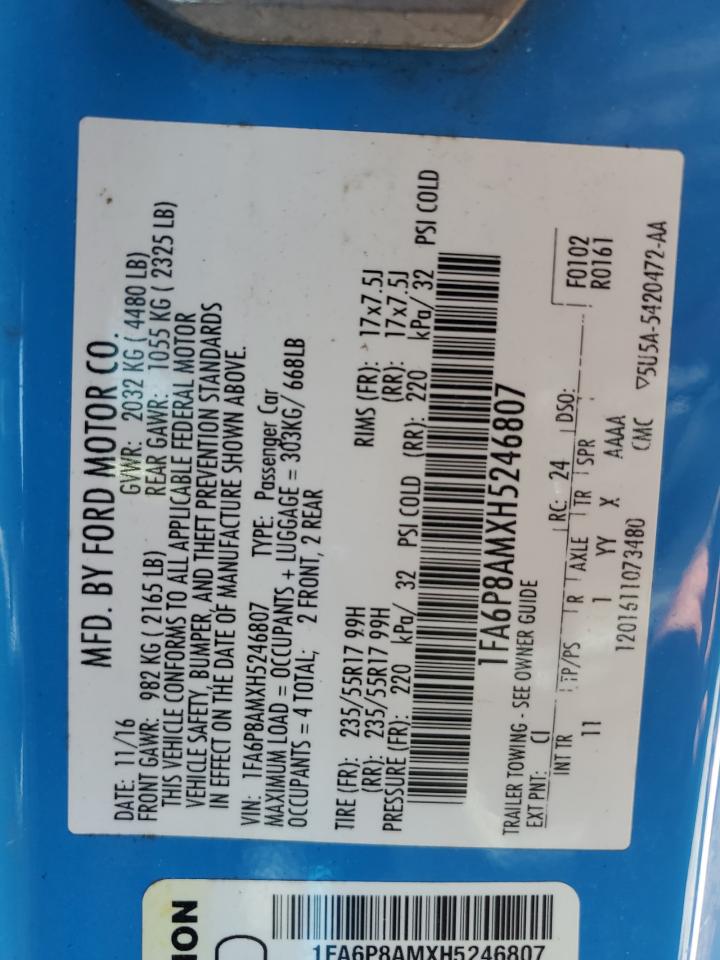 MFD. BY FORD MOTOR CO.
DATE: 11/16 GVWR: 2032 KG ( 4480 LB)
FRONT GAWR: 982 KG ( 2165 LB) REAR GAWR: 1055 KG ( 2325 LB)
THIS VEHICLE CONFORMS TO ALL APPLICABLE FEDERAL MOTOR
VEHICLE SAFETY, BUMPER, AND THEFT PREVENTION STANDARDS
IN EFFECT ON THE DATE OF MANUFACTURE SHOWN ABOVE.
VIN: 1FA6P8AMXH5246807 TYPE: Passenger Car
MAXIMUM LOAD = OCCUPANTS + LUGGAGE = 303KG/ 668LB
OCCUPANTS = 4 TOTAL; 2 FRONT, 2 REAR
TIRE (FR): 235/55R17 99H RIMS (FR): 17x7.5J
(RR): 235/55R17 99H (RR): 17x7.5J
PRESSURE (FR): 220 kPa/ 32 PSI COLD (RR): 220 kPa/ 32 PSI COLD
1FA6P8AMXH5246807
TRAILER TOWING - SEE OWNER GUIDE
EXT PNT: CI RC: 24 DSO: F0102
INT TR TP/PS R AXLE TR SPR R0161
11 1 YY X AAAA
1201611073480 CMC ▽5U5A-5420472-AA
ION
1FA6P8AMXH5246807